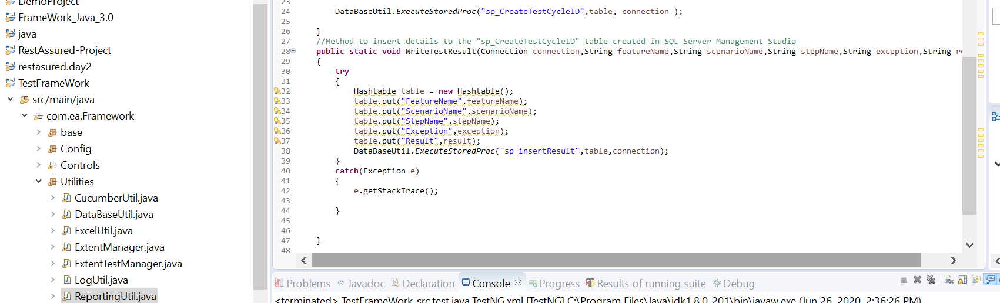 DemoProject
FrameWork_Java_3.0
java
RestAssured-Project
restasured.day2
TestFrameWork
src/main/java
com.ea.Framework
base
Config
Controls
Utilities
CucumberUtil.java
DataBaseUtil.java
ExcelUtil.java
ExtentManager.java
ExtentTestManager.java
LogUtil.java
ReportingUtil.java
23
24 DataBaseUtil.ExecuteStoredProc("sp_CreateTestCycleID",table, connection );
25
26 }
27 //Method to insert details to the "sp_CreateTestCycleID" table created in SQL Server Management Studio
28 public static void WriteTestResult(Connection connection,String featureName,String scenarioName,String stepName,String exception,String re
29 {
30 try
31 {
32 Hashtable table = new Hashtable();
33 table.put("FeatureName",featureName);
34 table.put("ScenarioName",scenarioName);
35 table.put("StepName",stepName);
36 table.put("Exception",exception);
37 table.put("Result",result);
38 DataBaseUtil.ExecuteStoredProc("sp_insertResult",table,connection);
39 }
40 catch(Exception e)
41 {
42 e.getStackTrace();
43
44 }
45
46
47 }
48
Problems @ Javadoc Declaration Console Progress Results of running suite Debug
<terminated> TestFrameWork_src.test.java.TestNG.xml [TestNG] C:\Program Files\Java\jdk1.8.0_201\bin\javaw.exe (Jun 26, 2020, 2:36:26 PM)